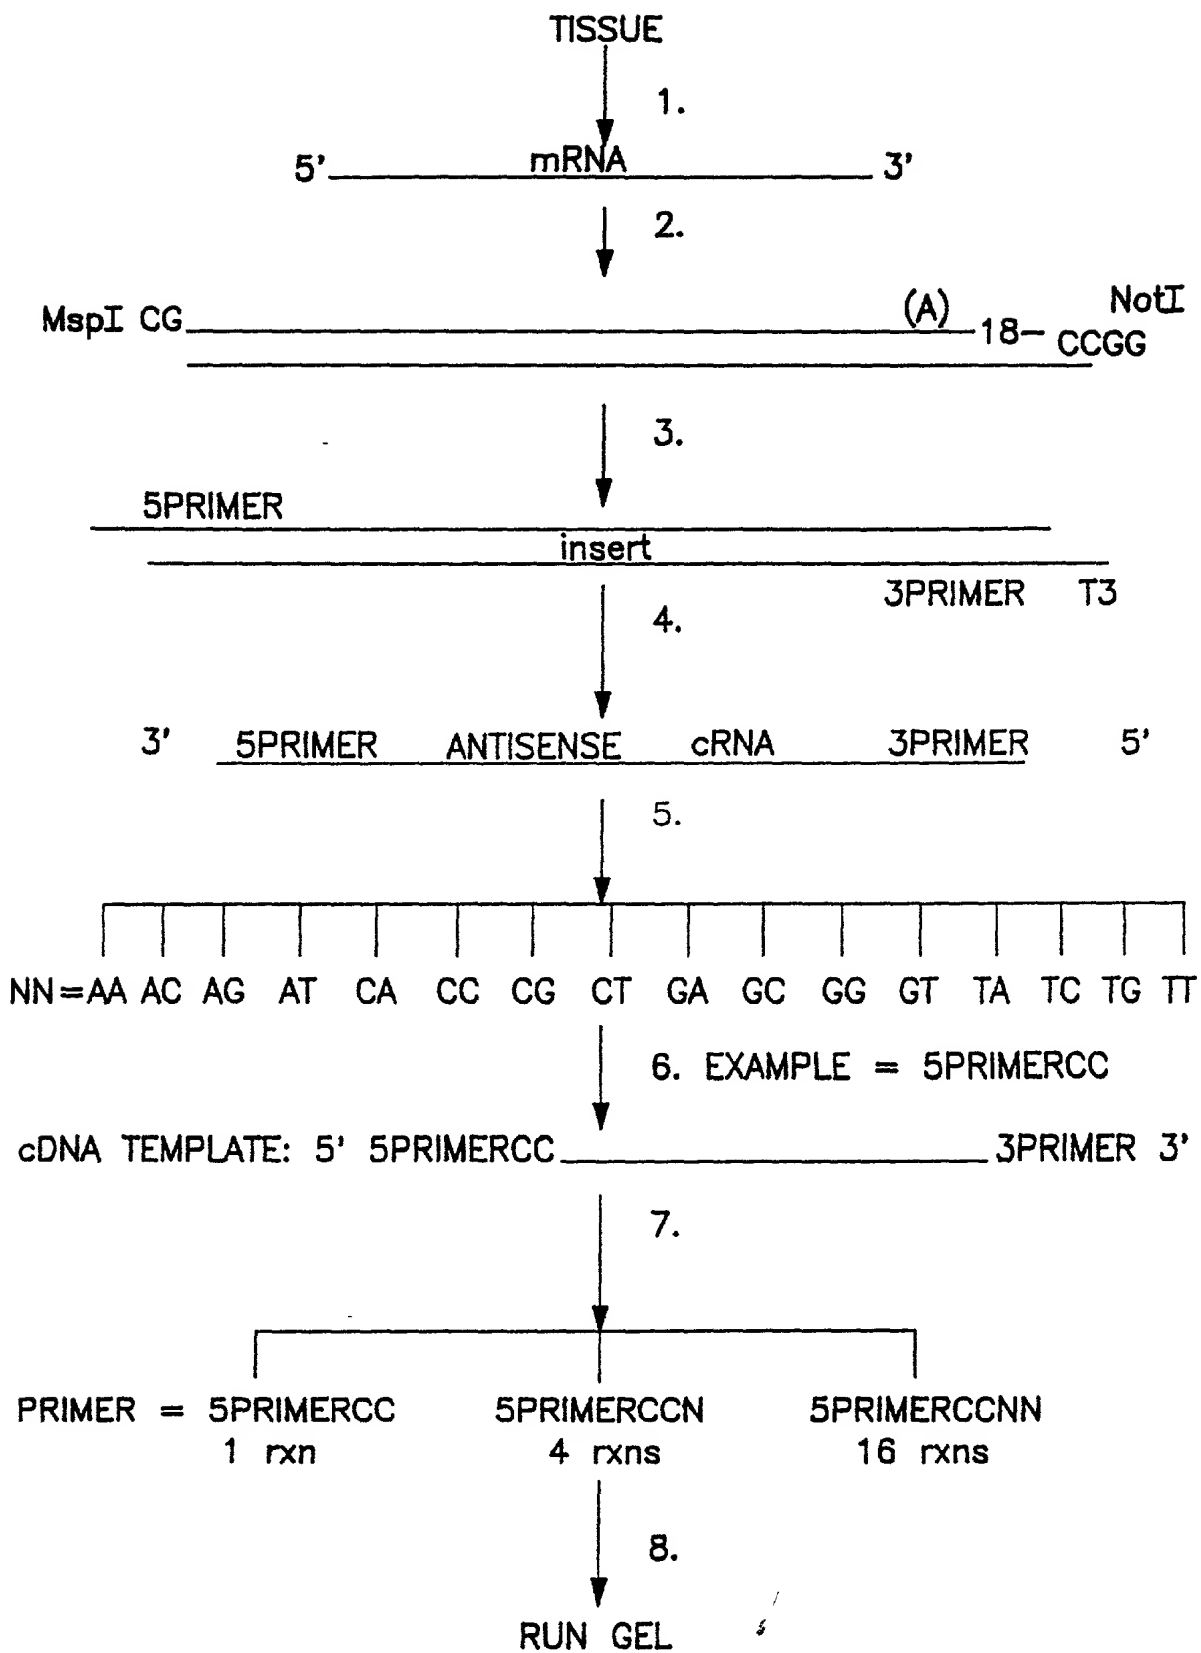 TISSUE
1.
5' mRNA 3'
2.
MspI CG (A) 18- NotI
CCGG
3.
5PRIMER
insert
3PRIMER T3
4.
3' 5PRIMER ANTISENSE cRNA 3PRIMER 5'
5.
NN=AA AC AG AT CA CC CG CT GA GC GG GT TA TC TG TT
6. EXAMPLE = 5PRIMERCC
cDNA TEMPLATE: 5' 5PRIMERCC 3PRIMER 3'
7.
PRIMER = 5PRIMERCC 5PRIMERCCN 5PRIMERCCNN
1 rxn 4 rxns 16 rxns
8.
RUN GEL